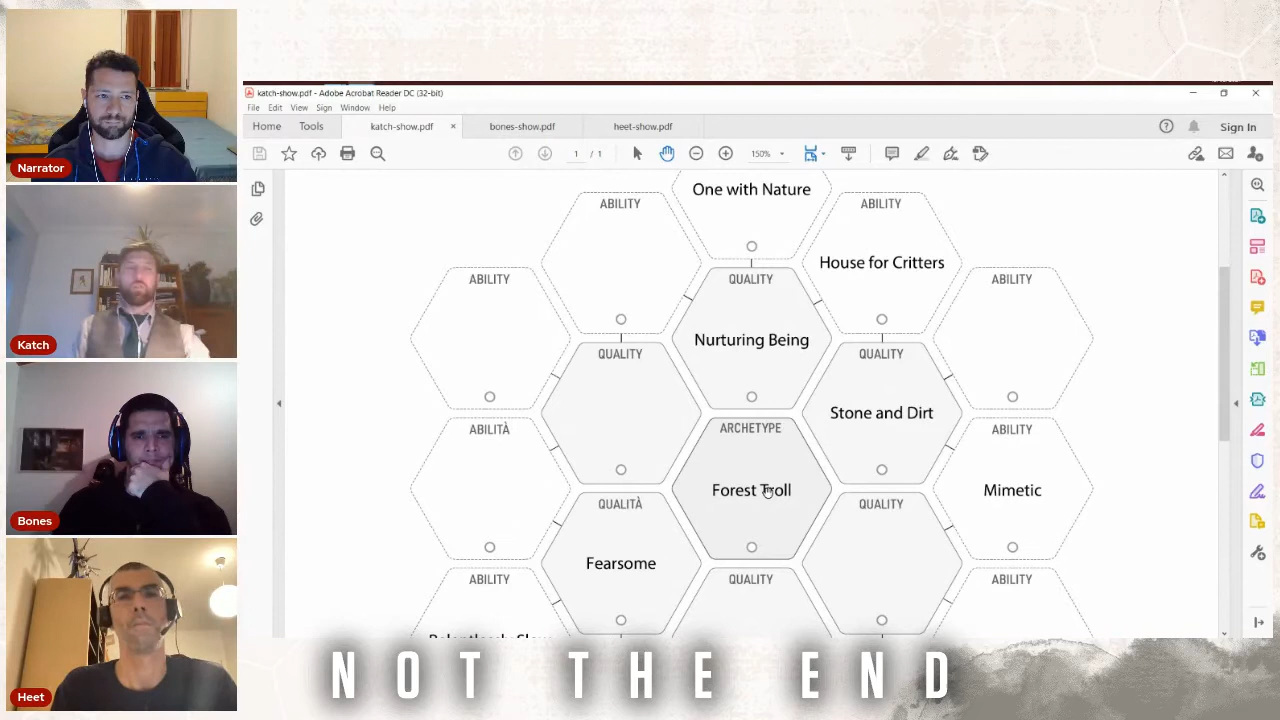 Narrator
Katch
Bones
Heet
katch-show.pdf - Adobe Acrobat Reader DC (32-bit)
File Edit View Sign Window Help
Home Tools katch-show.pdf × bones-show.pdf heet-show.pdf Sign In
1 / 1 150%
One with Nature
ABILITY
ABILITY
House for Critters
ABILITY
QUALITY
ABILITY
Nurturing Being
QUALITY
QUALITY
Stone and Dirt
ABILITÀ
ARCHETYPE
ABILITY
Forest Troll
Mimetic
QUALITÀ
QUALITY
Fearsome
ABILITY
QUALITY
ABILITY
NOT THE END